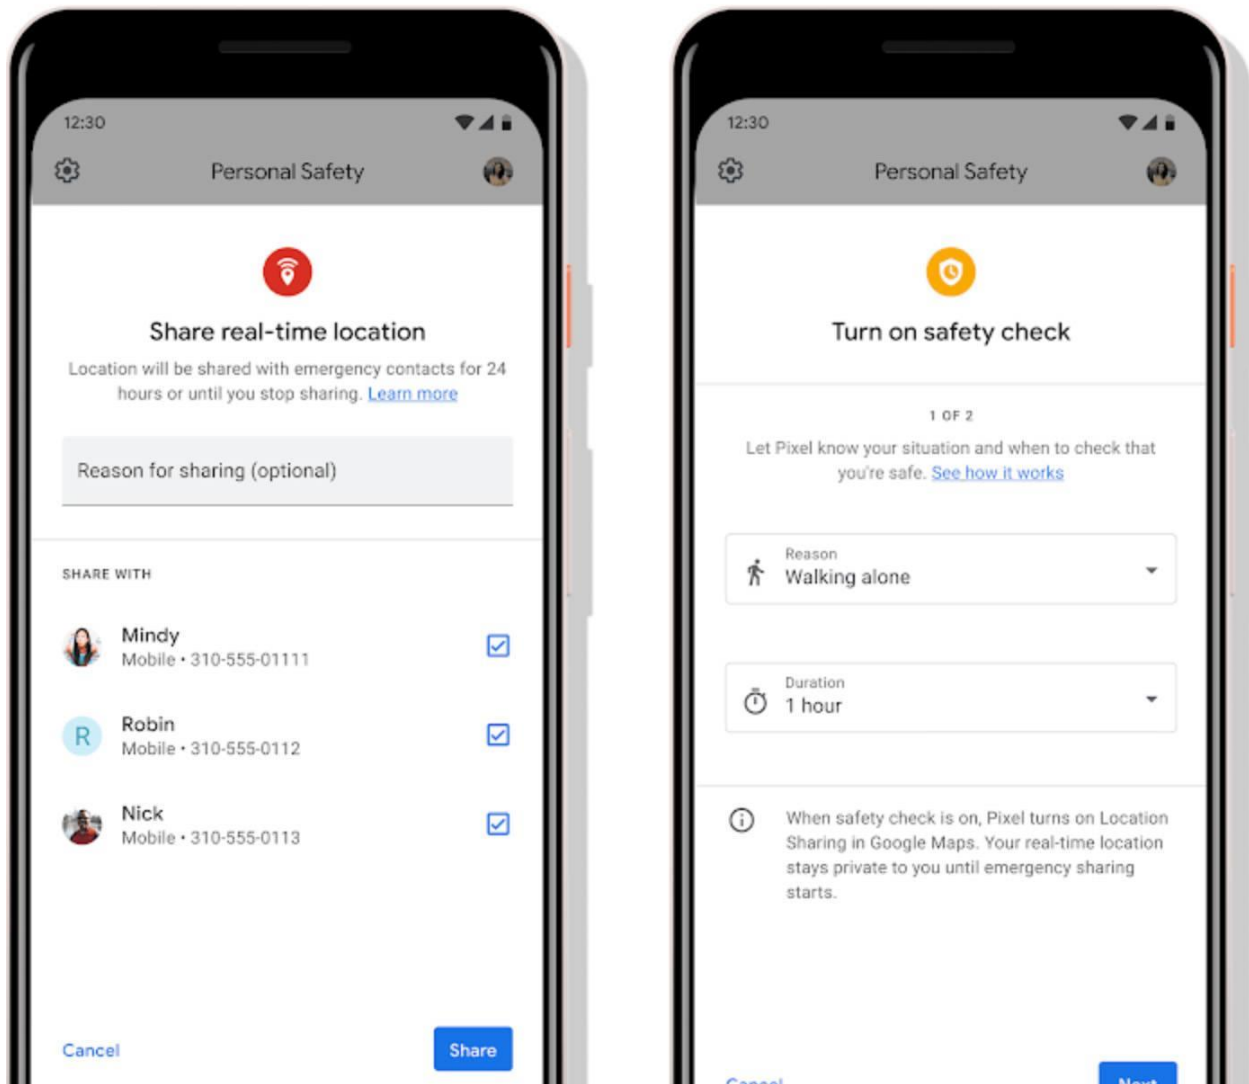 12:30
Personal Safety
Share real-time location
Location will be shared with emergency contacts for 24
hours or until you stop sharing. Learn more
Reason for sharing (optional)
SHARE WITH
Mindy
Mobile • 310-555-01111
R
Robin
Mobile • 310-555-0112
Nick
Mobile • 310-555-0113
Cancel
Share
12:30
Personal Safety
Turn on safety check
1 OF 2
Let Pixel know your situation and when to check that
you're safe. See how it works
Reason
Walking alone
Duration
1 hour
When safety check is on, Pixel turns on Location
Sharing in Google Maps. Your real-time location
stays private to you until emergency sharing
starts.
Cancel
Next